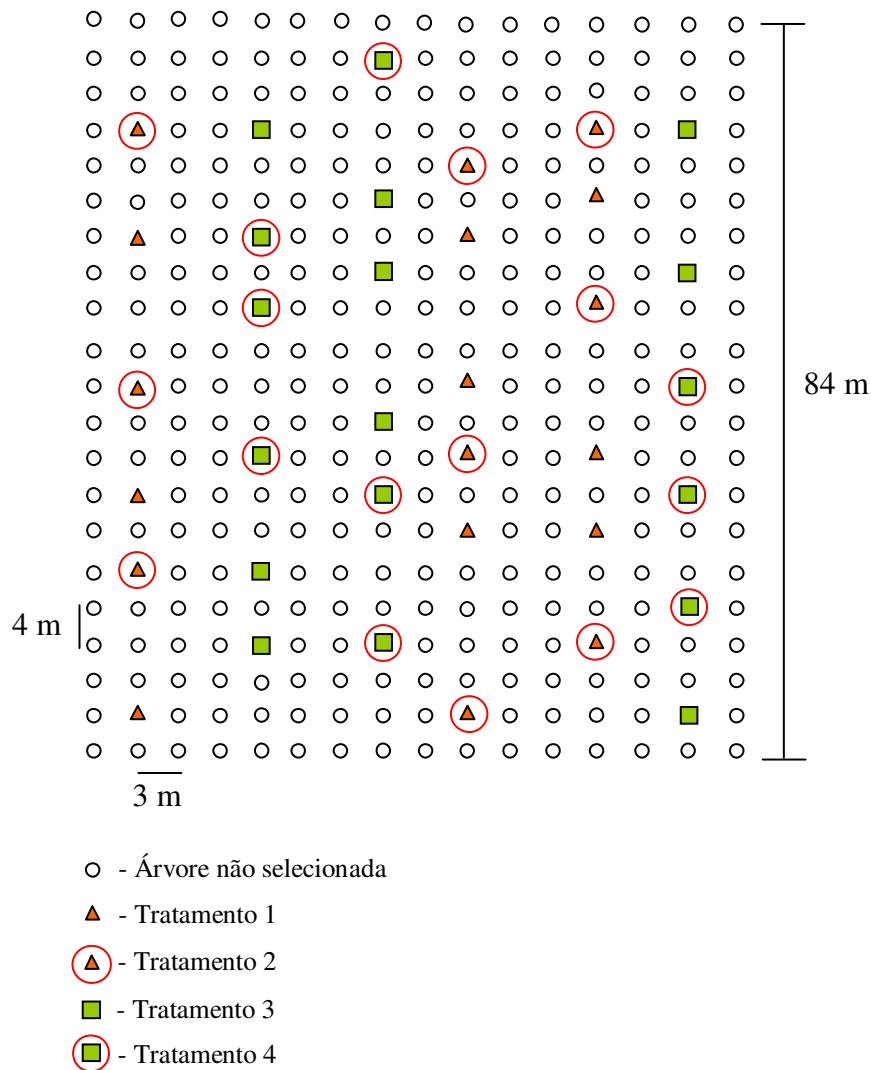 84 m
4 m
3 m
- Árvore não selecionada
- Tratamento 1
- Tratamento 2
- Tratamento 3
- Tratamento 4